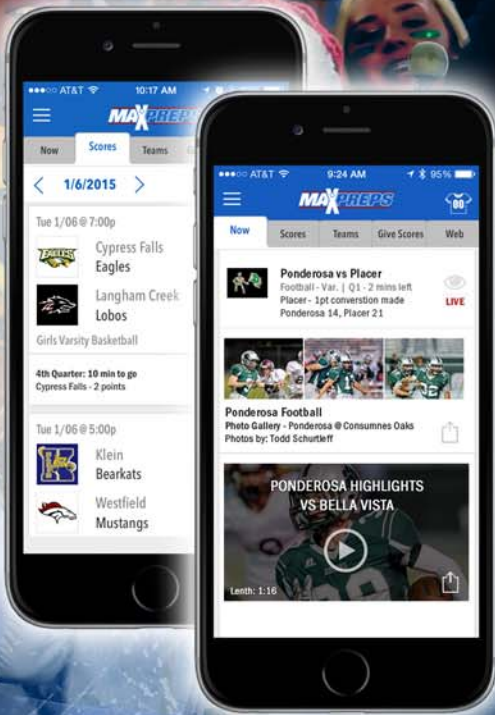 AT&T 10:17 AM
MAXPREPS
Now Scores Teams
1/6/2015
Tue 1/06 @ 7:00p
EAGLES
Cypress Falls
Eagles
Langham Creek
Lobos
Girls Varsity Basketball
4th Quarter: 10 min to go
Cypress Falls - 2 points
Tue 1/06 @ 5:00p
Klein
Bearkats
Westfield
Mustangs
AT&T 9:24 AM 95%
MAXPREPS
00
Now Scores Teams Give Scores Web
Ponderosa vs Placer
Football - Var. | Q1 - 2 mins left
Placer - 1pt converstion made
Ponderosa 14, Placer 21
LIVE
Ponderosa Football
Photo Gallery - Ponderosa @ Consumnes Oaks
Photos by: Todd Schurtleff
PONDEROSA HIGHLIGHTS
VS BELLA VISTA
Lenth: 1:16